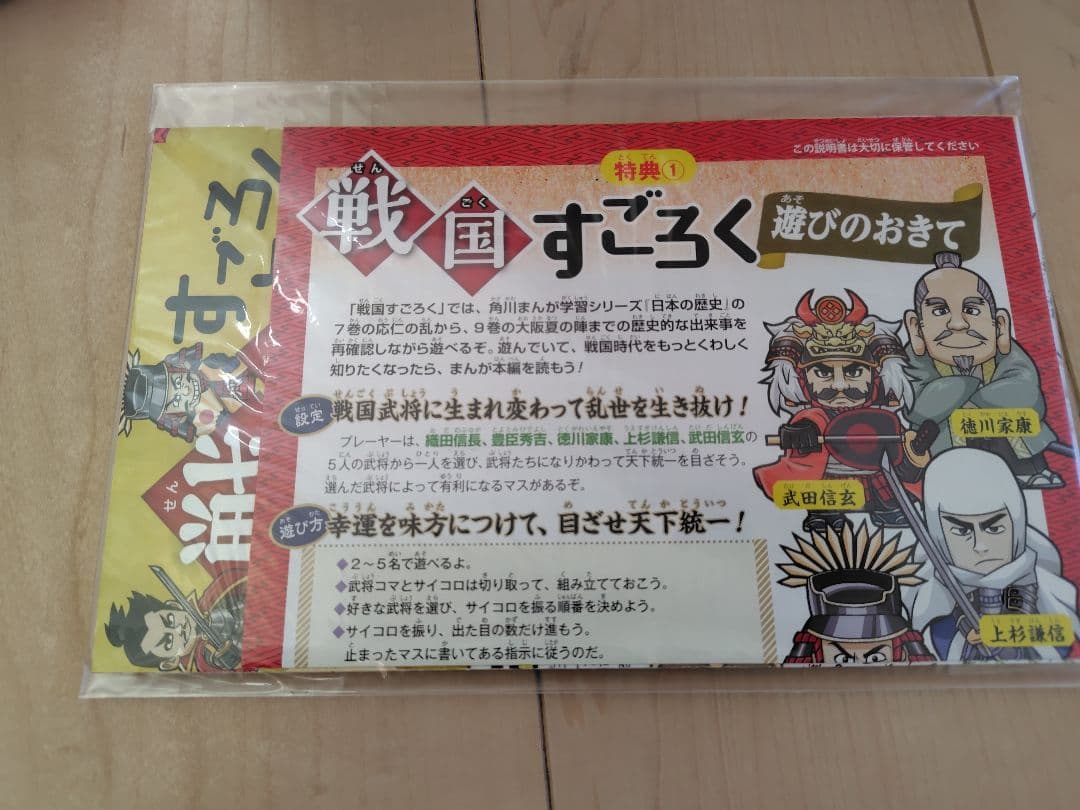 この説明書は大切に保管してください
特典①
戦国すごろく
遊びのおきて
「戦国すごろく」では、角川まんが学習シリーズ『日本の歴史』の
7巻の応仁の乱から、9巻の大阪夏の陣までの歴史的な出来事を
再確認しながら遊べるぞ。遊んでいて、戦国時代をもっとくわしく
知りたくなったら、まんが本編を読もう!
設定 戦国武将に生まれ変わって乱世を生き抜け!
プレーヤーは、織田信長、豊臣秀吉、徳川家康、上杉謙信、武田信玄の
5人の武将から一人を選び、武将たちになりかわって天下統一を目ざそう。
選んだ武将によって有利になるマスがあるぞ。
遊び方 幸運を味方につけて、目ざせ天下統一!
◆2〜5名で遊べるよ。
◆武将コマとサイコロは切り取って、組み立てておこう。
◆好きな武将を選び、サイコロを振る順番を決めよう。
◆サイコロを振り、出た目の数だけ進もう。
止まったマスに書いてある指示に従うのだ。
徳川家康
武田信玄
上杉謙信
すごろく
戦
せん